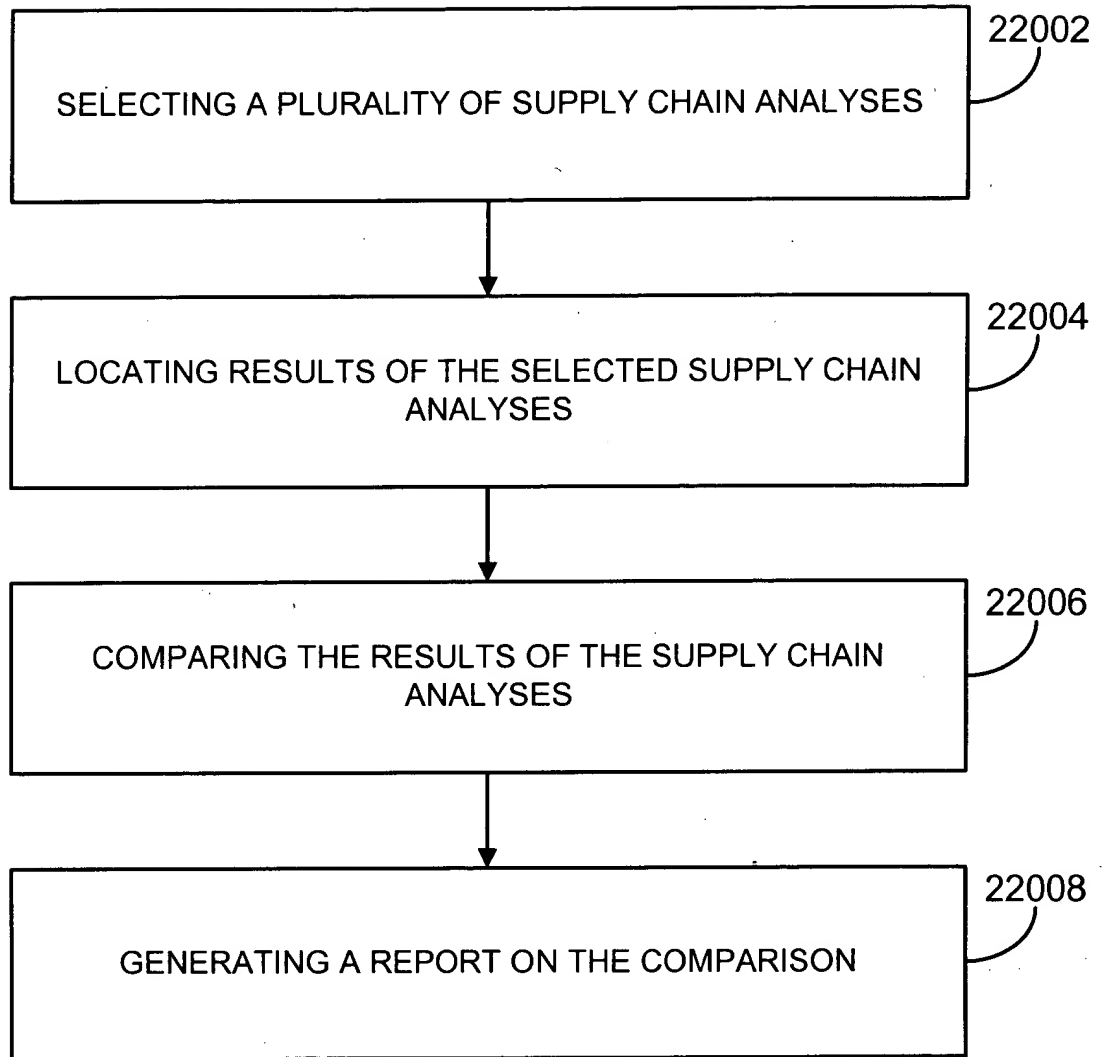 22002
SELECTING A PLURALITY OF SUPPLY CHAIN ANALYSES
22004
LOCATING RESULTS OF THE SELECTED SUPPLY CHAIN
ANALYSES
22006
COMPARING THE RESULTS OF THE SUPPLY CHAIN
ANALYSES
22008
GENERATING A REPORT ON THE COMPARISON